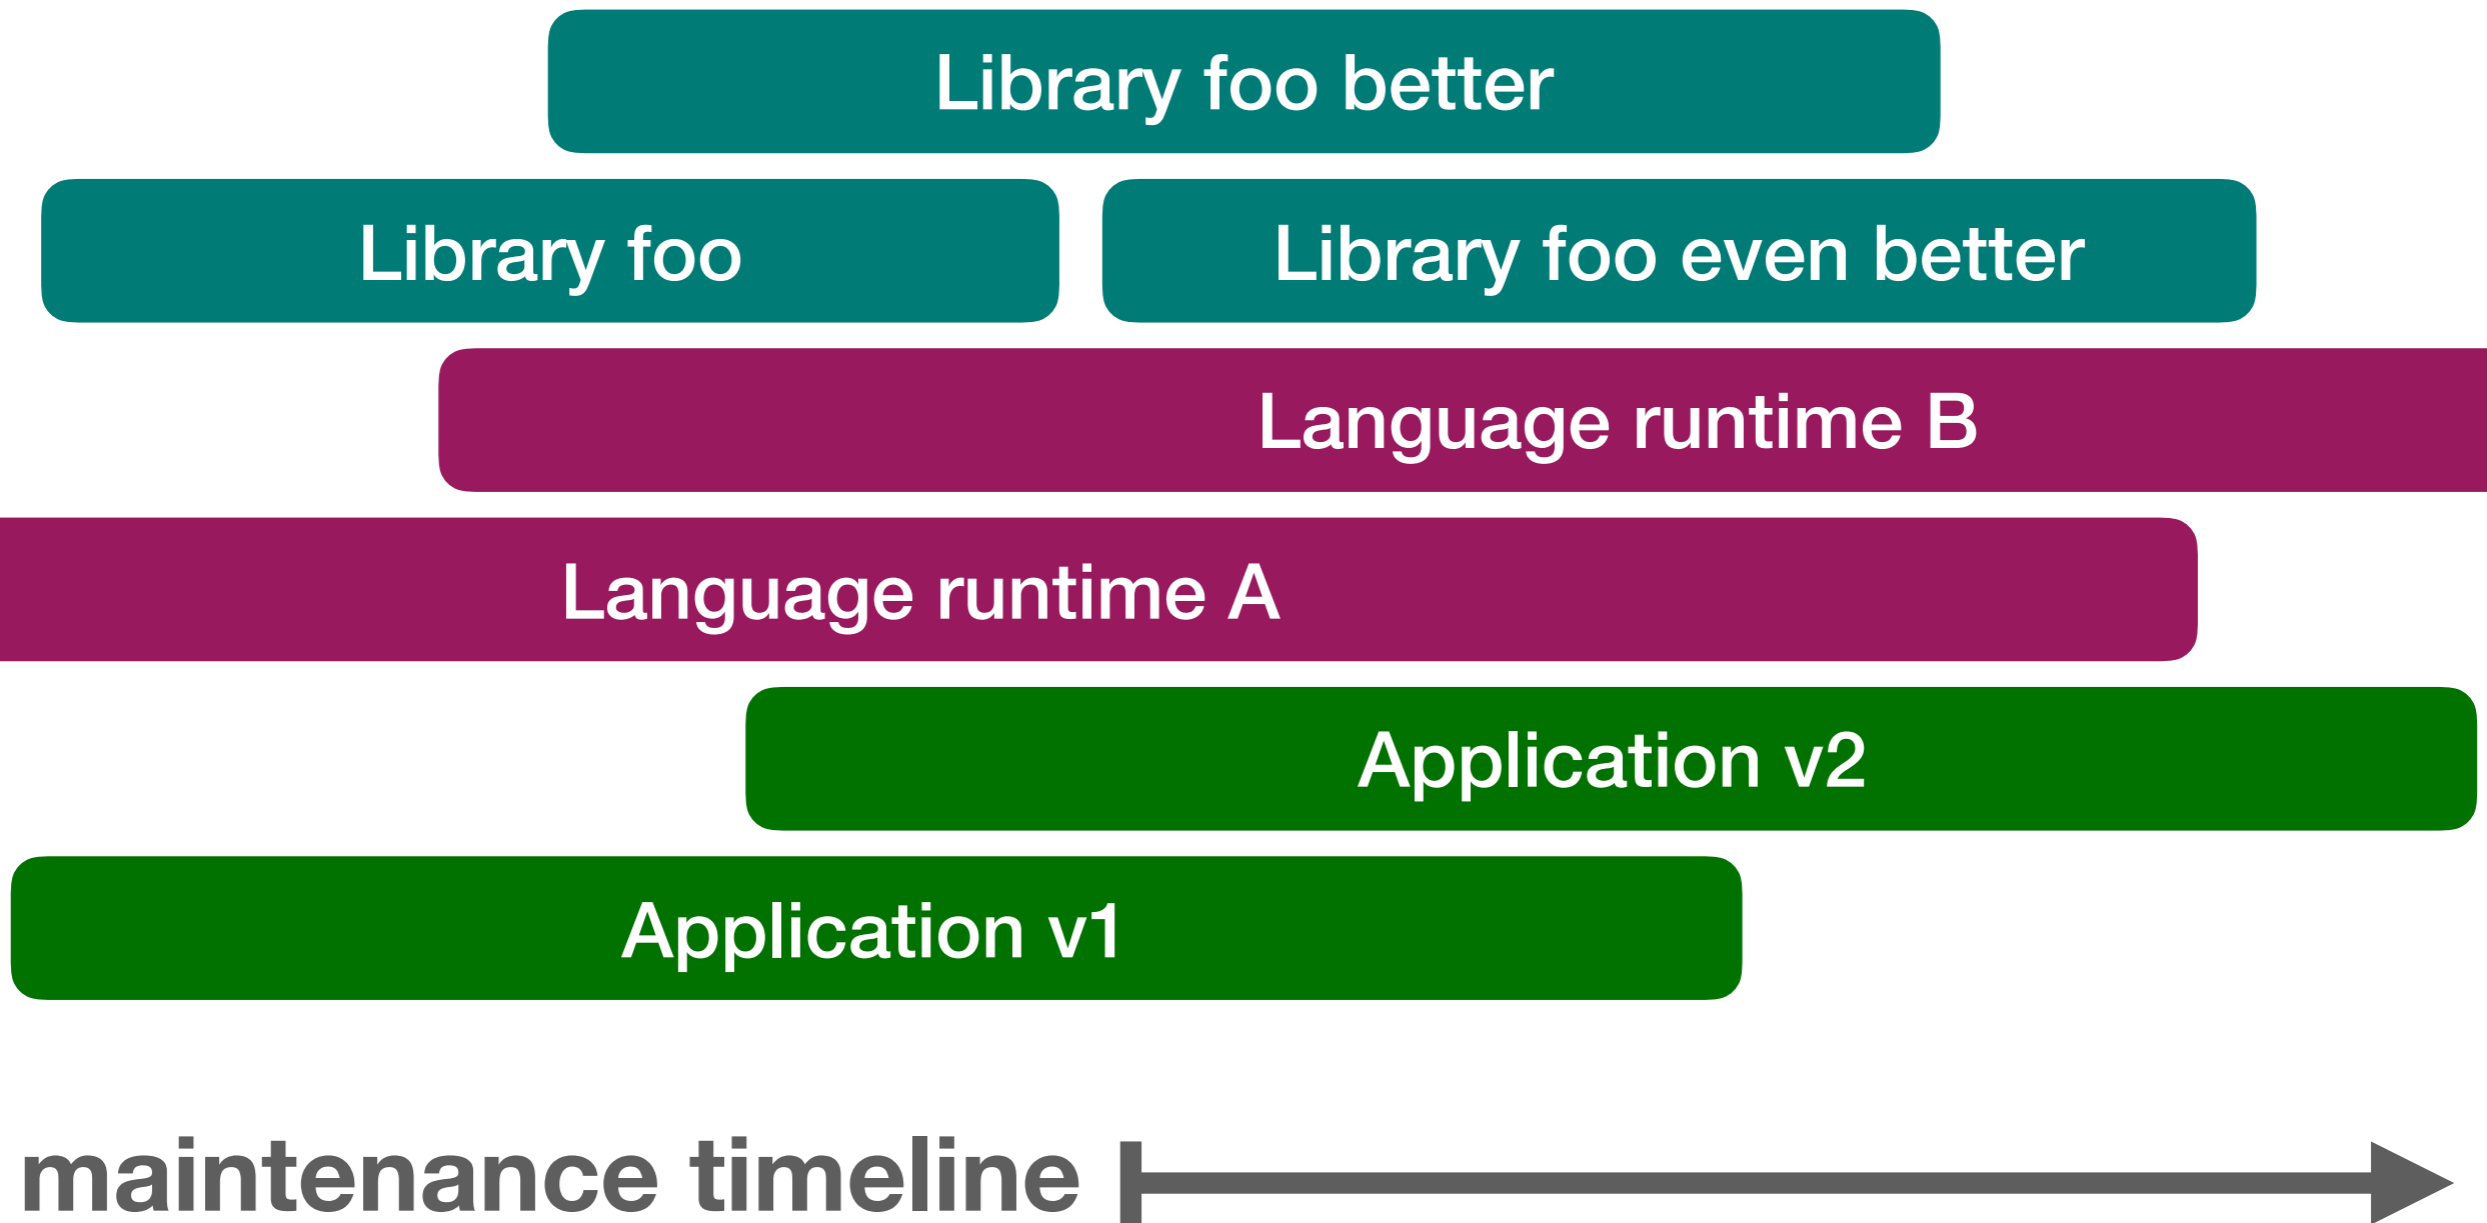 Library foo better
Library foo
Library foo even better
Language runtime B
Language runtime A
Application v2
Application v1
maintenance timeline